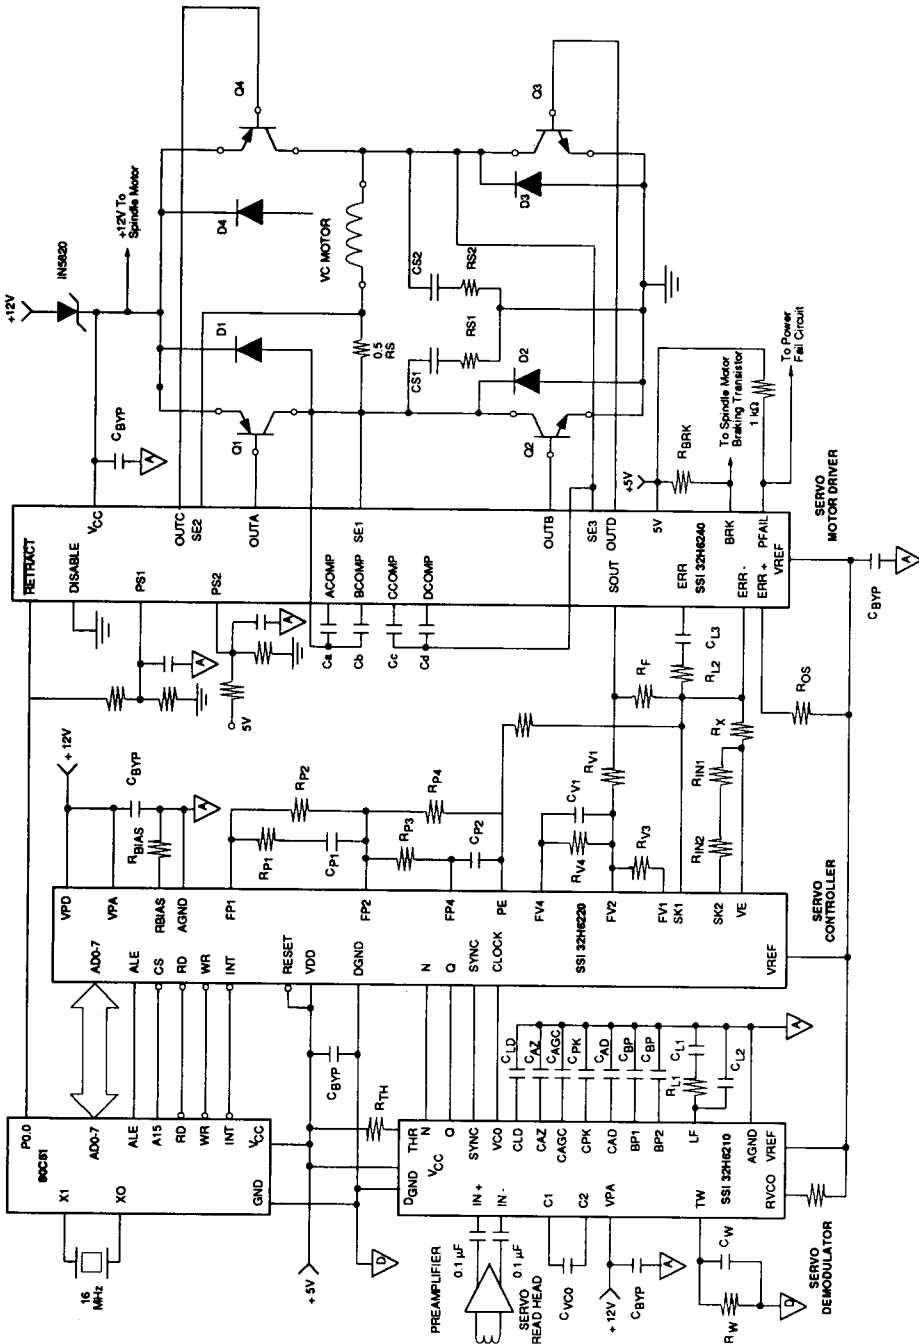 +12V
IN5820
+12V To
Spindle Motor
CBYP
A
Q4
D4
D1
Q1
VC MOTOR
0.5
RS
CS2
RS2
CS1
RS1
D3
D2
Q3
Q2
+5V
RBRK
To Spindle Motor
Braking Transistor
1 kΩ
To Power
Fail Circuit
RETRACT
DISABLE
PS1
PS2
VCC
OUTC
SE2
OUTA
SE1
ACOMP
BCOMP
CCOMP
DCOMP
OUTB
SE3
OUTD
SOUT
5V
ERR
SSI 32H6240
BRK
ERR -
PFAIL
ERR +
VREF
SERVO
MOTOR DRIVER
CBYP
A
A
A
5V
Ca
Cb
Cc
Cd
RF
RL2
CL3
ROS
RX
+ 12V
CBYP
RBIAS
A
RP2
RP1
CP1
RP4
RP3
CP2
RV1
CV1
RV4
RV3
RIN1
RIN2
VPD
VPA
RBIAS
AGND
AD0-7
ALE
CS
RD
WR
INT
FP1
RESET
VDD
FP2
DGND
FP4
N
PE
Q
SYNC
CLOCK
FV4
SSI 32H6220
FV2
FV1
SK1
SK2
VE
VREF
SERVO
CONTROLLER
P0.0
80C51
AD0-7
X1
ALE
A15
XO
RD
WR
INT
VCC
GND
16
MHz
+ 5V
CBYP
RTH
D
THR
N
VCC
DGND
Q
SYNC
VC0
IN +
CLD
IN -
CAZ
CAGC
C1
CPK
C2
CAD
VPA
BP1
BP2
LF
TW
AGND
SSI 32H6210
RVCO
VREF
CLD
CAZ
CAGC
CPK
CAD
CBP
CBP
RL1
CL1
CL2
A
PREAMPLIFIER
0.1 µF
0.1 µF
SERVO
READ HEAD
CVC0
+ 12V
CBYP
A
RW
CW
D
SERVO
DEMODULATOR